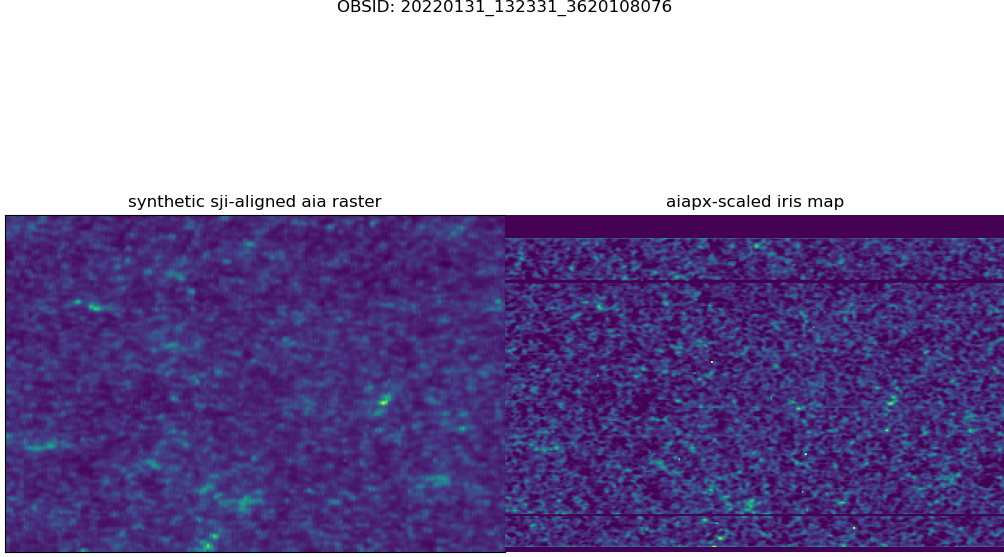 OBSID: 20220131_132331_3620108076
synthetic sji-aligned aia raster
aiapx-scaled iris map